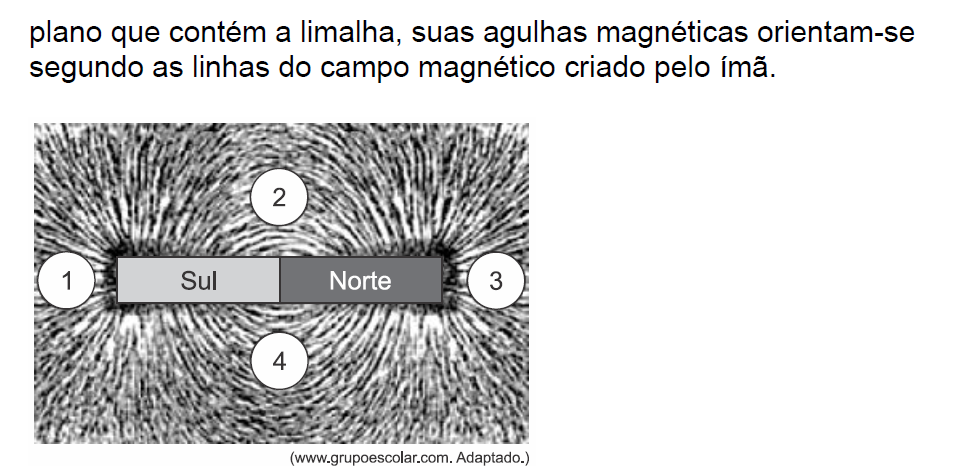 plano que contém a limalha, suas agulhas magnéticas orientam-se
segundo as linhas do campo magnético criado pelo ímã.
2
1 Sul Norte 3
4
(www.grupoescolar.com. Adaptado.)